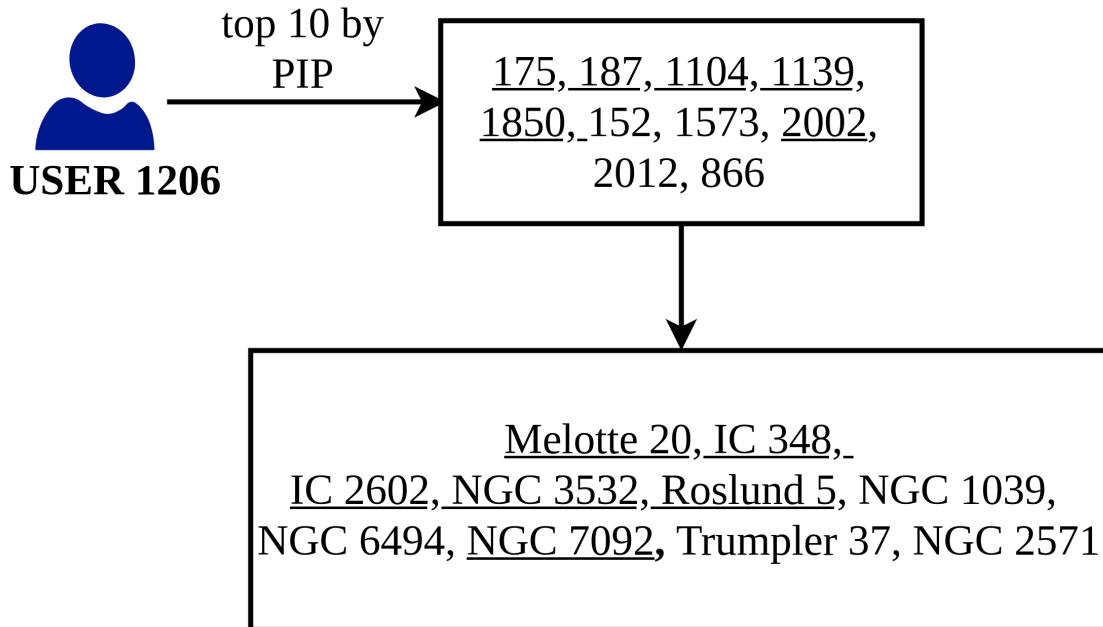 top 10 by
PIP
USER 1206
175, 187, 1104, 1139,
1850, 152, 1573, 2002,
2012, 866
Melotte 20, IC 348,
IC 2602, NGC 3532, Roslund 5, NGC 1039,
NGC 6494, NGC 7092, Trumpler 37, NGC 2571